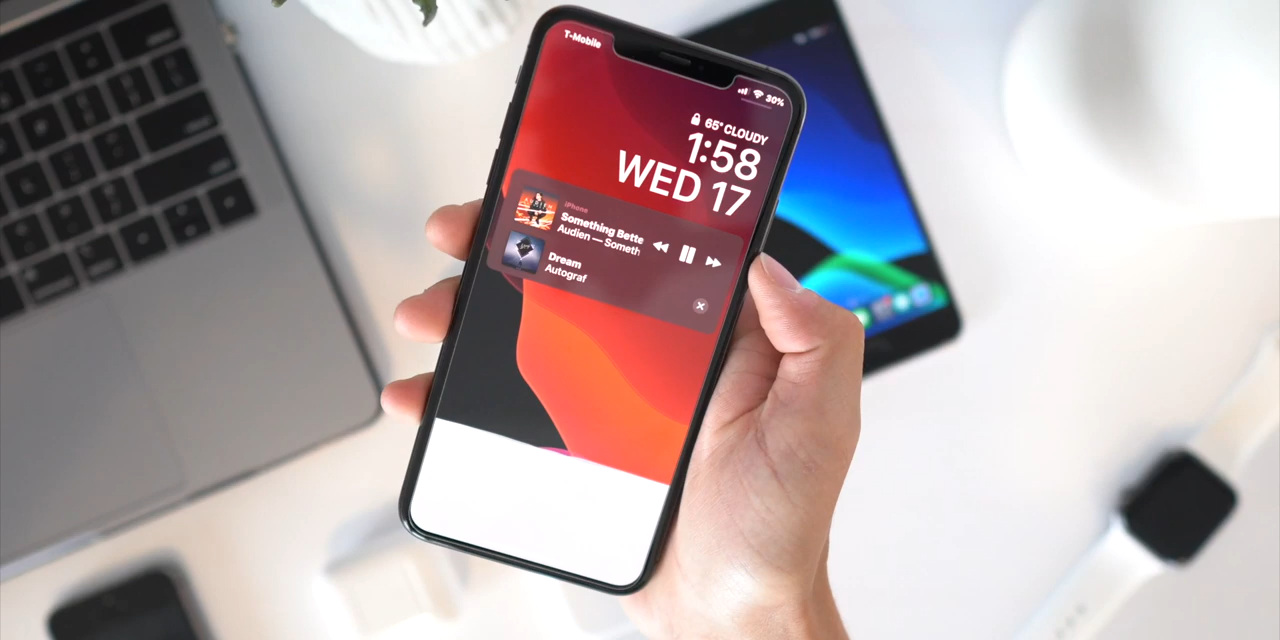 T-Mobile
30%
65° CLOUDY
1:58
WED 17
iPhone
Something Bette
Audien — Someth
Dream
Autograf